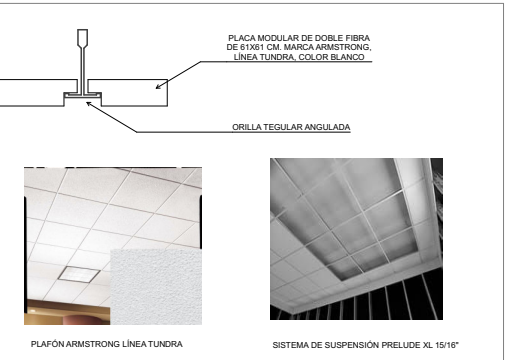 PLACA MODULAR DE DOBLE FIBRA
DE 61X61 CM. MARCA ARMSTRONG,
LÍNEA TUNDRA, COLOR BLANCO
ORILLA TEGULAR ANGULADA
PLAFÓN ARMSTRONG LÍNEA TUNDRA
SISTEMA DE SUSPENSIÓN PRELUDE XL 15/16"